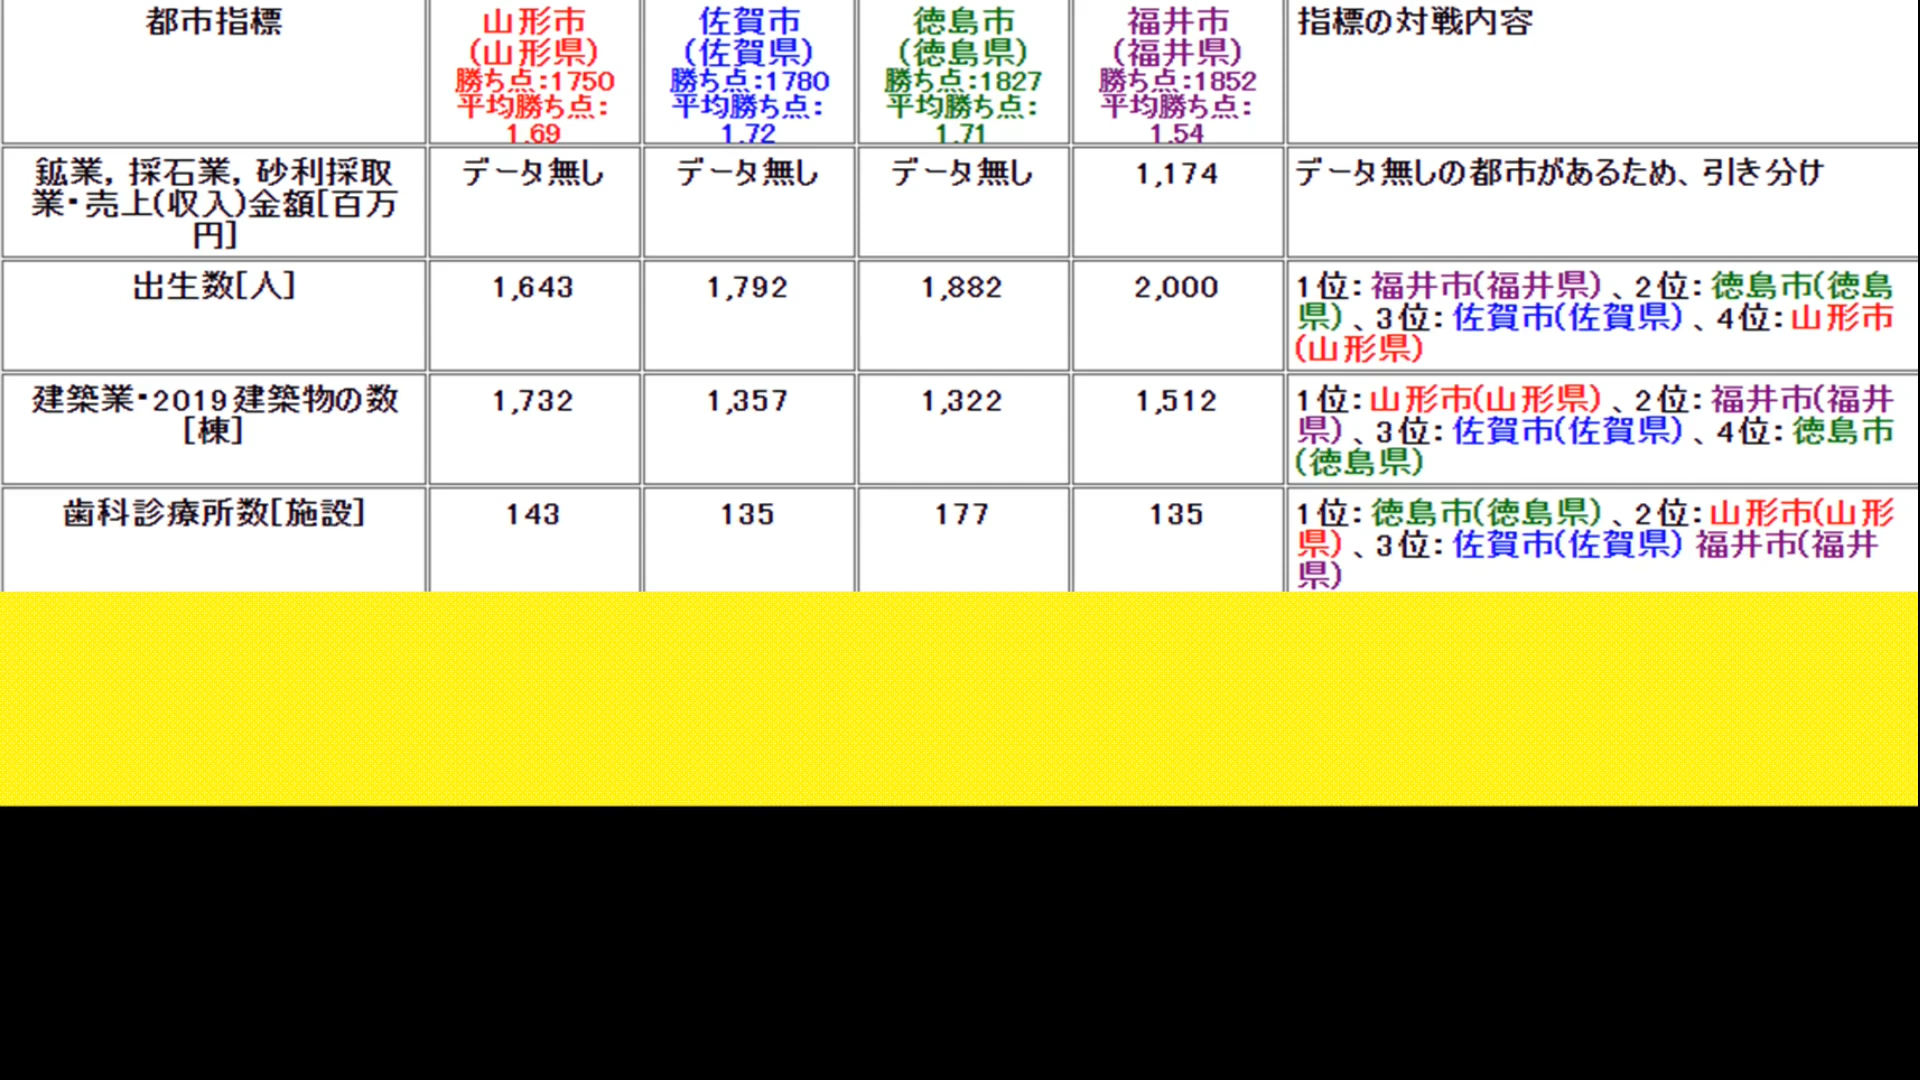 都市指標
山形市
(山形県)
勝ち点:1750
平均勝ち点:
1.69
佐賀市
(佐賀県)
勝ち点:1780
平均勝ち点:
1.72
徳島市
(徳島県)
勝ち点:1827
平均勝ち点:
1.71
福井市
(福井県)
勝ち点:1852
平均勝ち点:
1.54
指標の対戦内容
鉱業, 採石業, 砂利採取
業・売上(収入)金額[百万
円]
データ無し
データ無し
データ無し
1,174
データ無しの都市があるため、引き分け
出生数[人]
1,643
1,792
1,882
2,000
1位: 福井市(福井県) 、2位: 徳島市(徳島
県) 、3位: 佐賀市(佐賀県) 、4位: 山形市
(山形県)
建築業・2019建築物の数
[棟]
1,732
1,357
1,322
1,512
1位: 山形市(山形県) 、2位: 福井市(福井
県) 、3位: 佐賀市(佐賀県) 、4位: 徳島市
(徳島県)
歯科診療所数[施設]
143
135
177
135
1位: 徳島市(徳島県) 、2位: 山形市(山形
県) 、3位: 佐賀市(佐賀県) 福井市(福井
県)